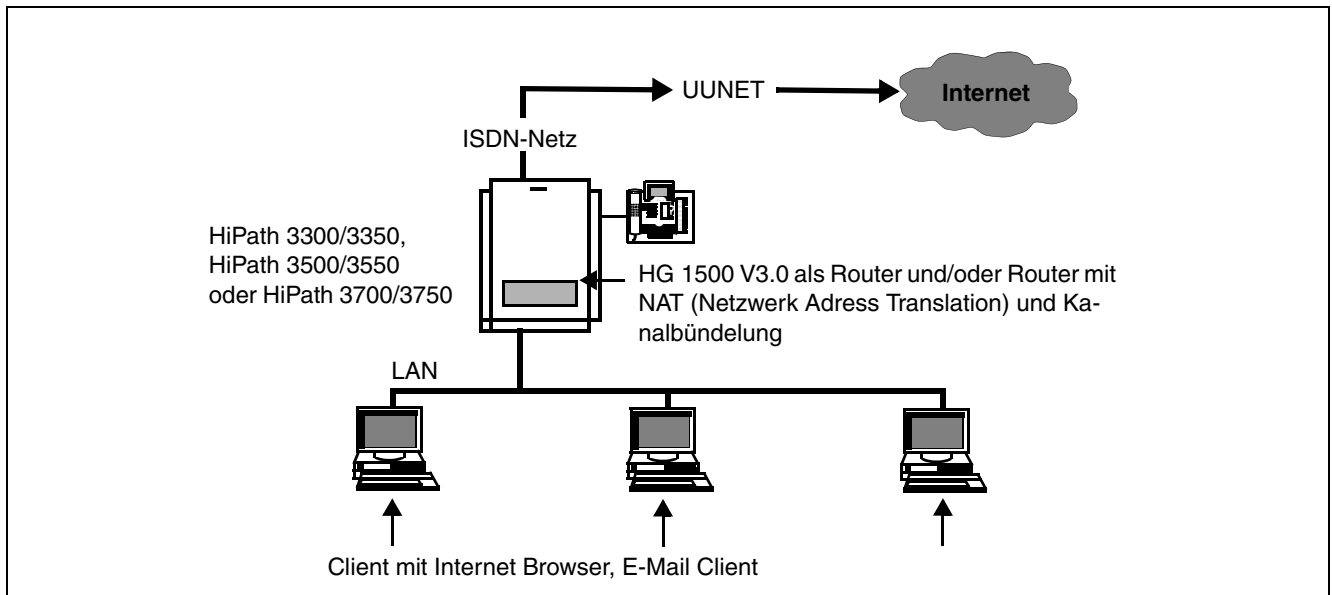 UUNET
Internet
ISDN-Netz
HiPath 3300/3350,
HiPath 3500/3550
oder HiPath 3700/3750
HG 1500 V3.0 als Router und/oder Router mit
NAT (Netzwerk Adress Translation) und Ka-
nalbündelung
LAN
Client mit Internet Browser, E-Mail Client